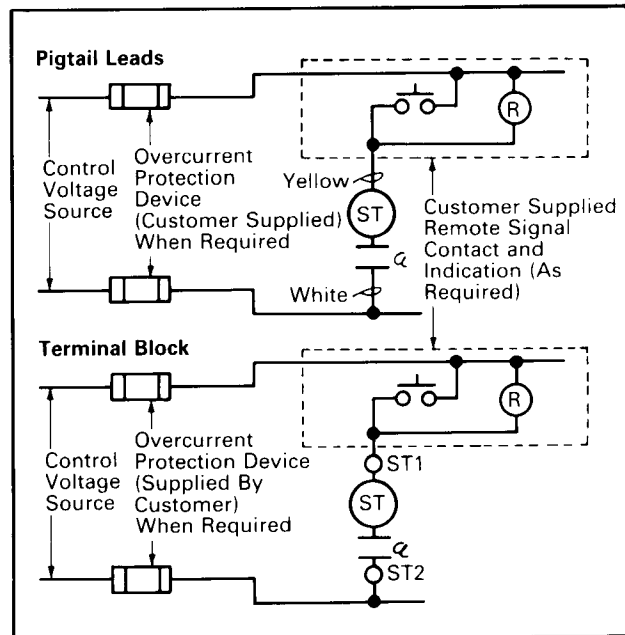 Pigtail Leads
R
Control
Voltage
Source
Overcurrent
Protection
Device
(Customer Supplied)
When Required
Yellow
ST
a
White
Customer Supplied
Remote Signal
Contact and
Indication (As
Required)
Terminal Block
R
Control
Voltage
Source
Overcurrent
Protection Device
(Supplied By
Customer)
When Required
ST1
ST
a
ST2